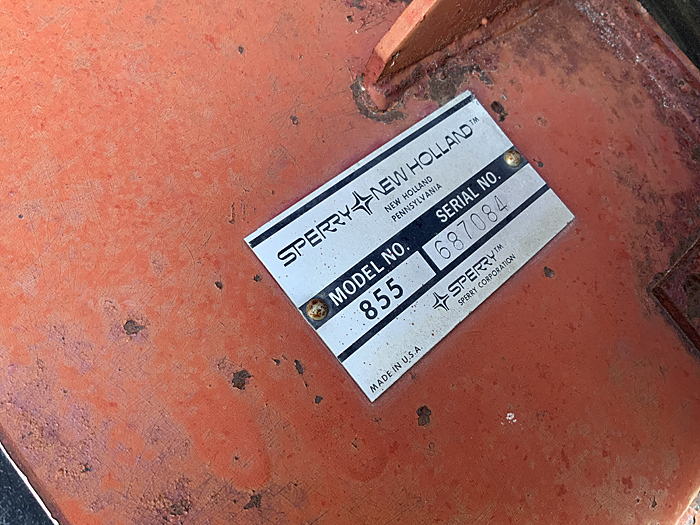 SPERRY NEW HOLLAND™
NEW HOLLAND
PENNSYLVANIA
MODEL NO. SERIAL NO.
855 687084
SPERRY™
SPERRY CORPORATION
MADE IN U.S.A.